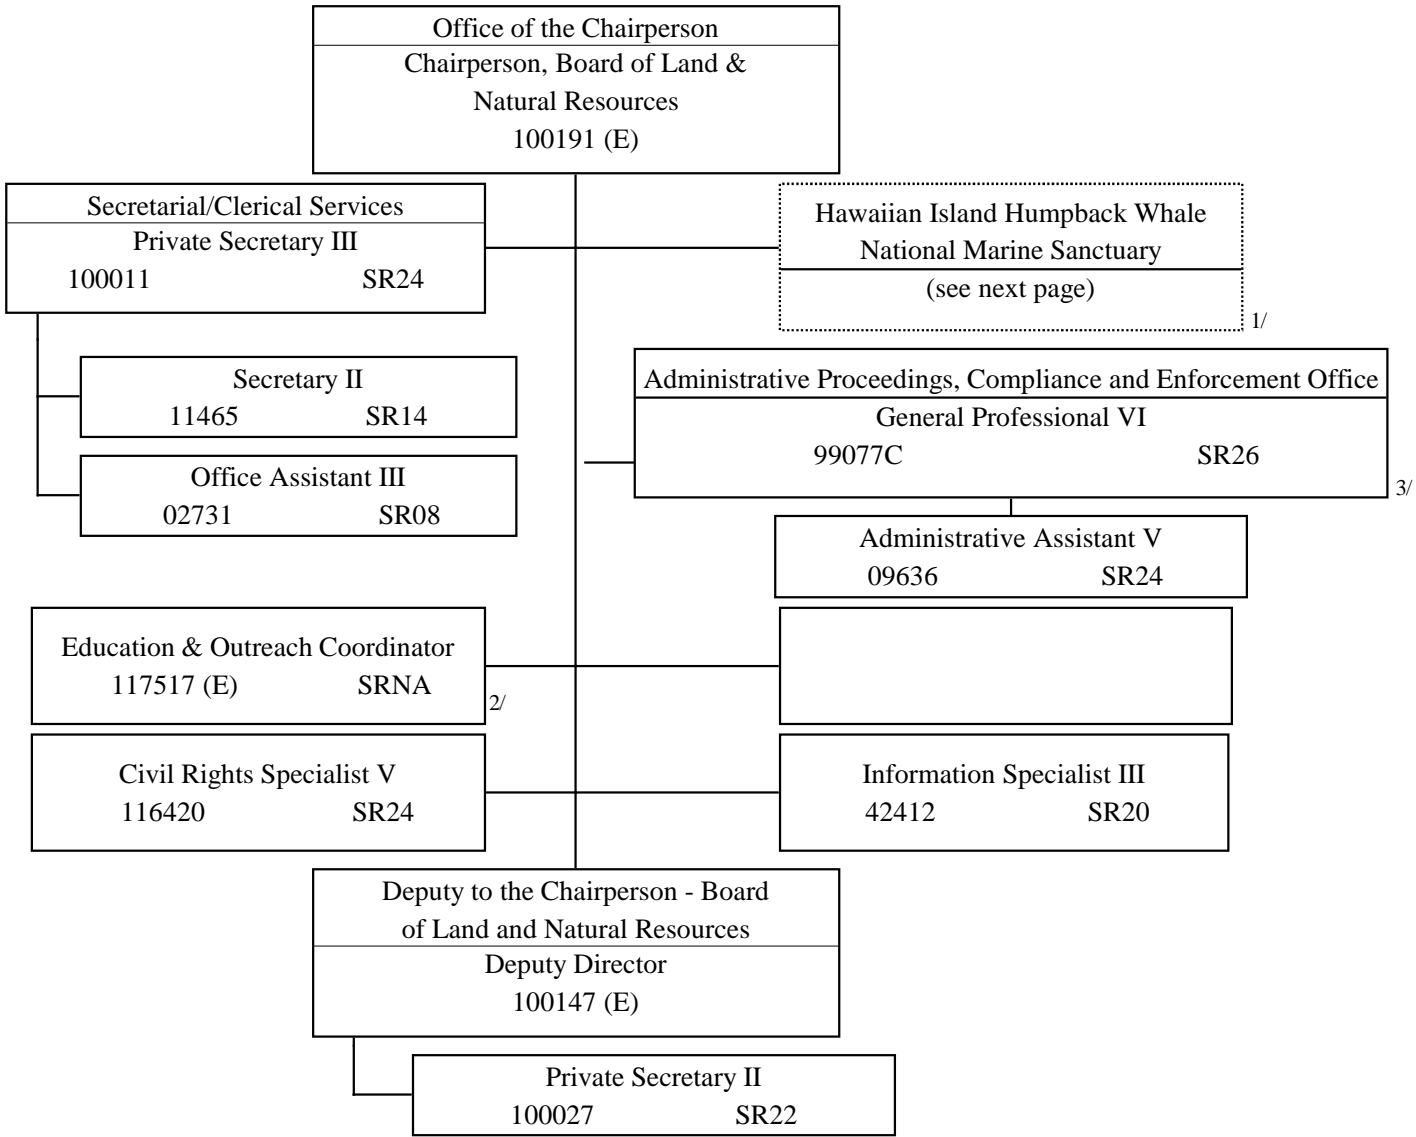 Office of the Chairperson
Chairperson, Board of Land &
Natural Resources
100191 (E)
Secretarial/Clerical Services
Private Secretary III
100011 SR24
Hawaiian Island Humpback Whale
National Marine Sanctuary
(see next page)
1/
Secretary II
11465 SR14
Office Assistant III
02731 SR08
Administrative Proceedings, Compliance and Enforcement Office
General Professional VI
99077C SR26
3/
Administrative Assistant V
09636 SR24
Education & Outreach Coordinator
117517 (E) SRNA
2/
Civil Rights Specialist V
116420 SR24
Information Specialist III
42412 SR20
Deputy to the Chairperson - Board
of Land and Natural Resources
Deputy Director
100147 (E)
Private Secretary II
100027 SR22